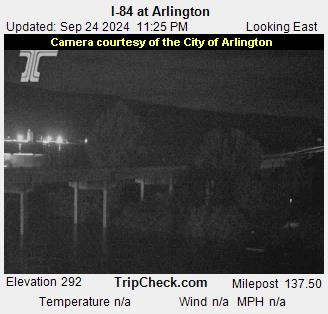 I-84 at Arlington
Updated: Sep 24 2024 11:25 PM Looking East
Camera courtesy of the City of Arlington
Elevation 292 TripCheck.com Milepost 137.50
Temperature n/a Wind n/a MPH n/a